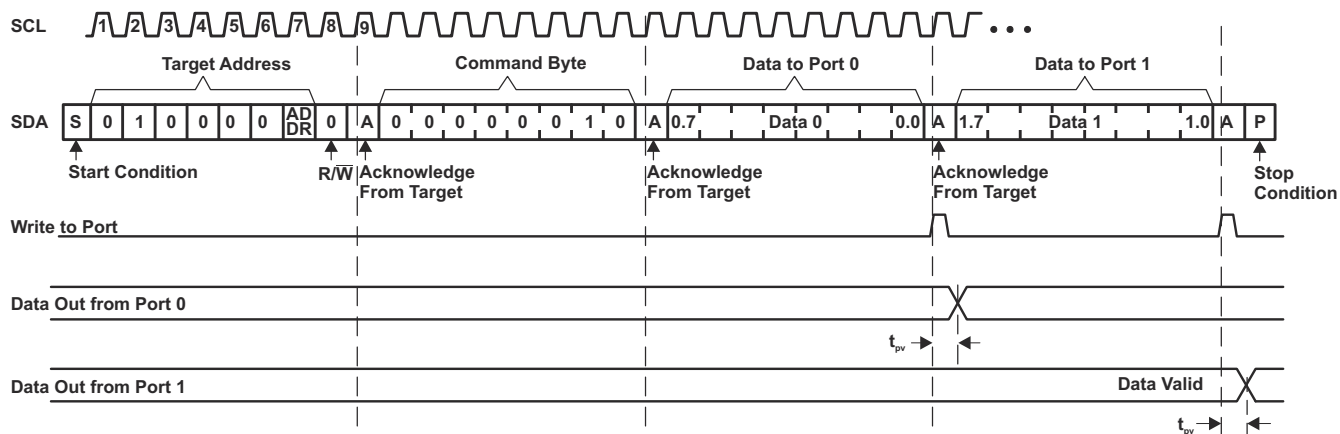 SCL 1 2 3 4 5 6 7 8 9
Target Address Command Byte Data to Port 0 Data to Port 1
SDA S 0 1 0 0 0 0 AD DR 0 A 0 0 0 0 0 0 1 0 A 0.7 Data 0 0.0 A 1.7 Data 1 1.0 A P
Start Condition R/W̅ Acknowledge From Target Acknowledge From Target Acknowledge From Target Stop Condition
Write to Port
Data Out from Port 0
tpv
Data Out from Port 1 Data Valid
tpv